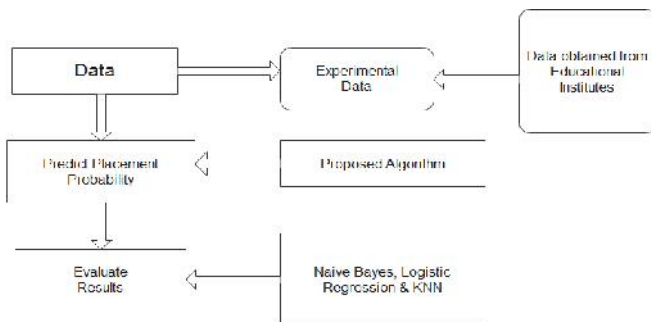 Data
Experimental
Data
Data obtained from
Educational
Institutes
Predict Placement
Probability
Proposed Algorithm
Evaluate
Results
Naive Bayes, Logistic
Regression & KNN